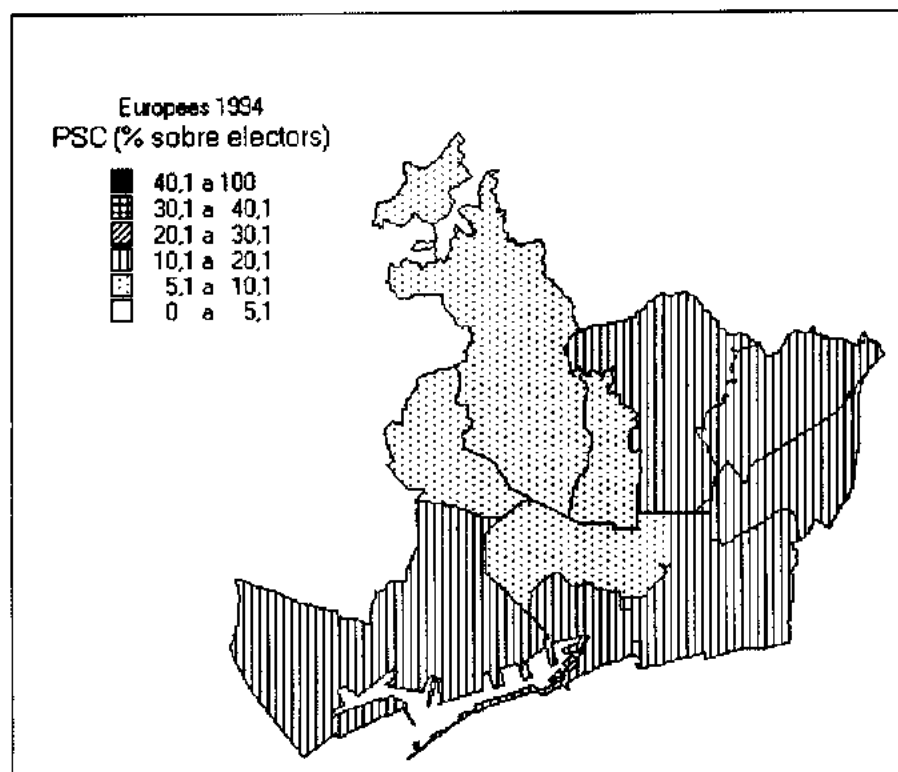 Europees 1994
PSC (% sobre electors)
40,1 a 100
30,1 a 40,1
20,1 a 30,1
10,1 a 20,1
5,1 a 10,1
0 a 5,1